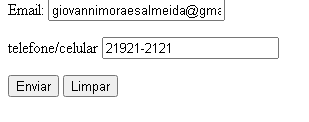 Email: giovannimoraesalmeida@gma
telefone/celular 21921-2121
Enviar Limpar